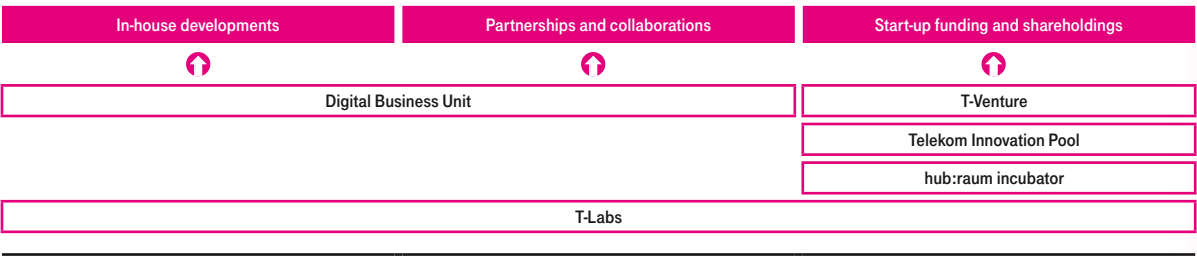 In-house developments
Partnerships and collaborations
Start-up funding and shareholdings
Digital Business Unit
T-Venture
Telekom Innovation Pool
hub:raum incubator
T-Labs